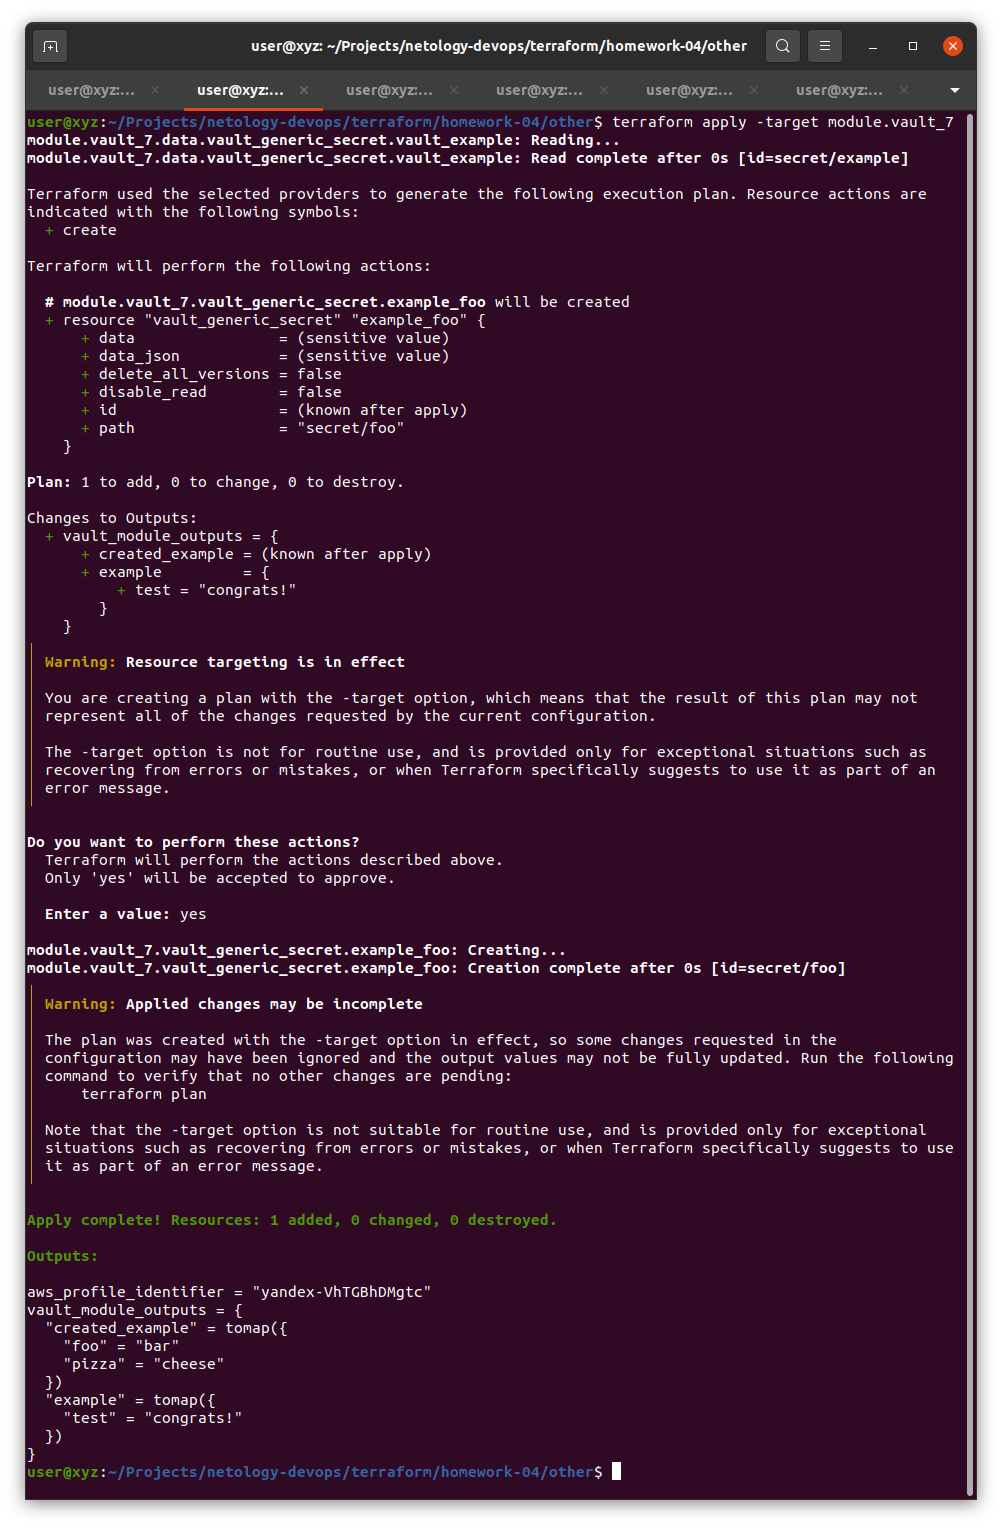 user@xyz: ~/Projects/netology-devops/terraform/homework-04/other
user@xyz:... × user@xyz:... × user@xyz:... × user@xyz:... × user@xyz:... × user@xyz:... ×
user@xyz:~/Projects/netology-devops/terraform/homework-04/other$ terraform apply -target module.vault_7
module.vault_7.data.vault_generic_secret.vault_example: Reading...
module.vault_7.data.vault_generic_secret.vault_example: Read complete after 0s [id=secret/example]

Terraform used the selected providers to generate the following execution plan. Resource actions are
indicated with the following symbols:
  + create

Terraform will perform the following actions:

  # module.vault_7.vault_generic_secret.example_foo will be created
  + resource "vault_generic_secret" "example_foo" {
      + data                = (sensitive value)
      + data_json           = (sensitive value)
      + delete_all_versions = false
      + disable_read        = false
      + id                  = (known after apply)
      + path                = "secret/foo"
    }

Plan: 1 to add, 0 to change, 0 to destroy.

Changes to Outputs:
  + vault_module_outputs = {
      + created_example = (known after apply)
      + example         = {
          + test = "congrats!"
        }
    }

  Warning: Resource targeting is in effect

  You are creating a plan with the -target option, which means that the result of this plan may not
  represent all of the changes requested by the current configuration.

  The -target option is not for routine use, and is provided only for exceptional situations such as
  recovering from errors or mistakes, or when Terraform specifically suggests to use it as part of an
  error message.

Do you want to perform these actions?
  Terraform will perform the actions described above.
  Only 'yes' will be accepted to approve.

  Enter a value: yes

module.vault_7.vault_generic_secret.example_foo: Creating...
module.vault_7.vault_generic_secret.example_foo: Creation complete after 0s [id=secret/foo]

  Warning: Applied changes may be incomplete

  The plan was created with the -target option in effect, so some changes requested in the
  configuration may have been ignored and the output values may not be fully updated. Run the following
  command to verify that no other changes are pending:
      terraform plan

  Note that the -target option is not suitable for routine use, and is provided only for exceptional
  situations such as recovering from errors or mistakes, or when Terraform specifically suggests to use
  it as part of an error message.

Apply complete! Resources: 1 added, 0 changed, 0 destroyed.

Outputs:

aws_profile_identifier = "yandex-VhTGBhDMgtc"
vault_module_outputs = {
  "created_example" = tomap({
    "foo" = "bar"
    "pizza" = "cheese"
  })
  "example" = tomap({
    "test" = "congrats!"
  })
}
user@xyz:~/Projects/netology-devops/terraform/homework-04/other$